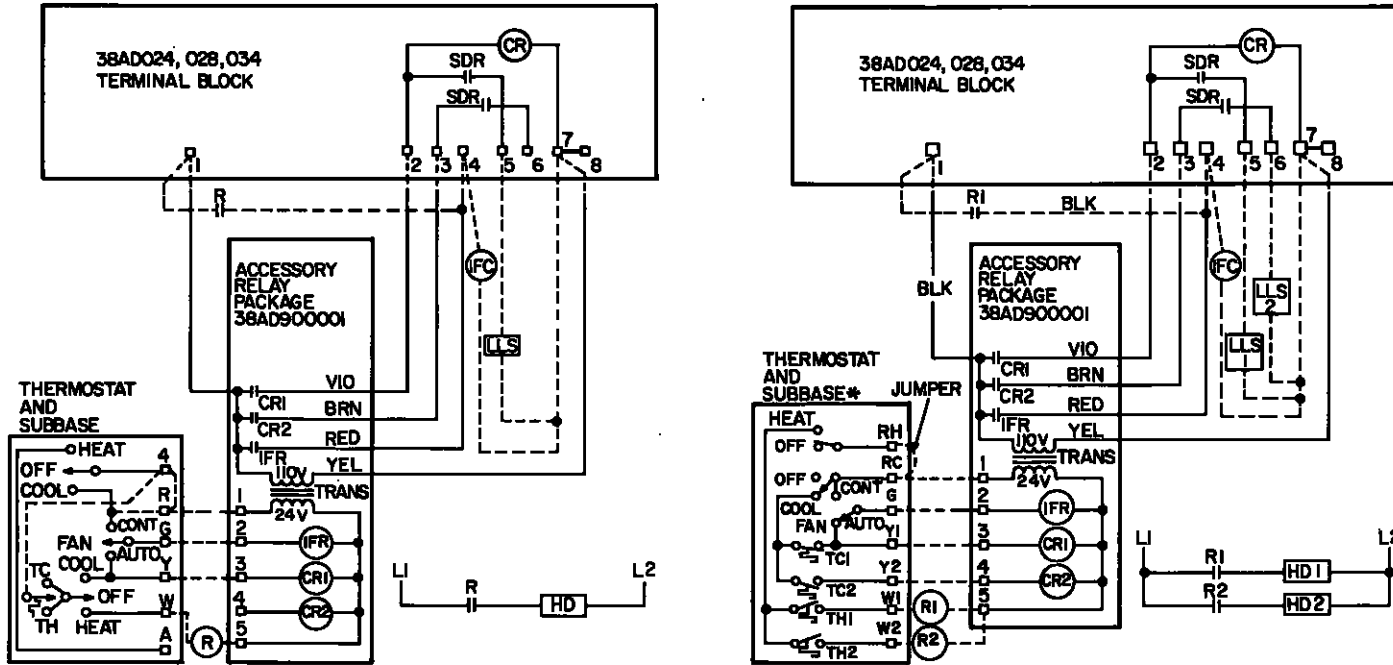 38AD024, 028, 034
TERMINAL BLOCK
CR
SDR
SDR
1
2
3
4
5
6
7
8
R
IFC
LLS
ACCESSORY
RELAY
PACKAGE
38AD900001
VIO
CR1
BRN
CR2
RED
IFR
110V
YEL
TRANS
24V
1
2
3
4
5
IFR
CR1
CR2
R
THERMOSTAT
AND
SUBBASE
HEAT
OFF
4
COOL
R
CONT
G
FAN
AUTO
COOL
Y
TC
OFF
W
TH
HEAT
A
L1
R
HD
L2
38AD024, 028, 034
TERMINAL BLOCK
CR
SDR
SDR
1
2
3
4
5
6
7
8
R1
BLK
IFC
BLK
LLS
2
LLS
ACCESSORY
RELAY
PACKAGE
38AD900001
VIO
CR1
BRN
CR2
RED
IFR
110V
YEL
TRANS
24V
1
2
3
4
5
IFR
CR1
CR2
THERMOSTAT
AND
SUBBASE*
JUMPER
HEAT
OFF
RH
RC
OFF
CONT
COOL
G
FAN
AUTO
Y1
TC1
Y2
TC2
W1
R1
TH1
W2
R2
TH2
L1
L2
R1
HD1
R2
HD2